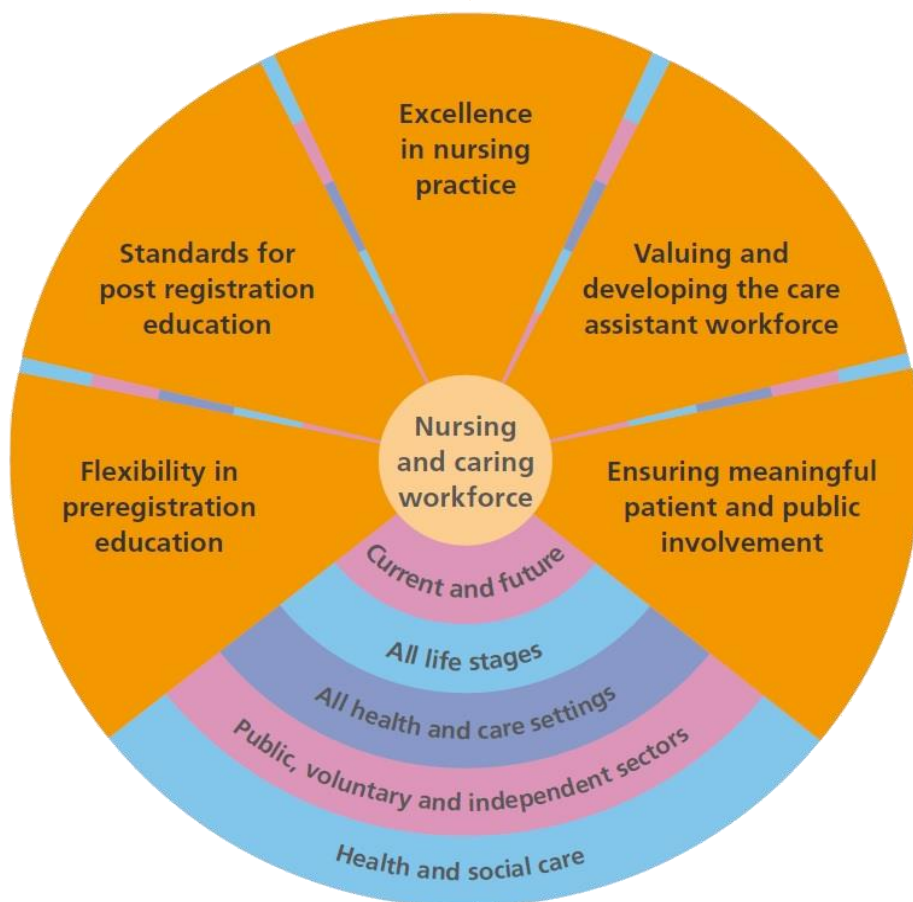 Excellence
in nursing
practice
Standards for
post registration
education
Valuing and
developing the care
assistant workforce
Nursing
and caring
workforce
Flexibility in
preregistration
education
Ensuring meaningful
patient and public
involvement
Current and future
All life stages
All health and care settings
Public, voluntary and independent sectors
Health and social care